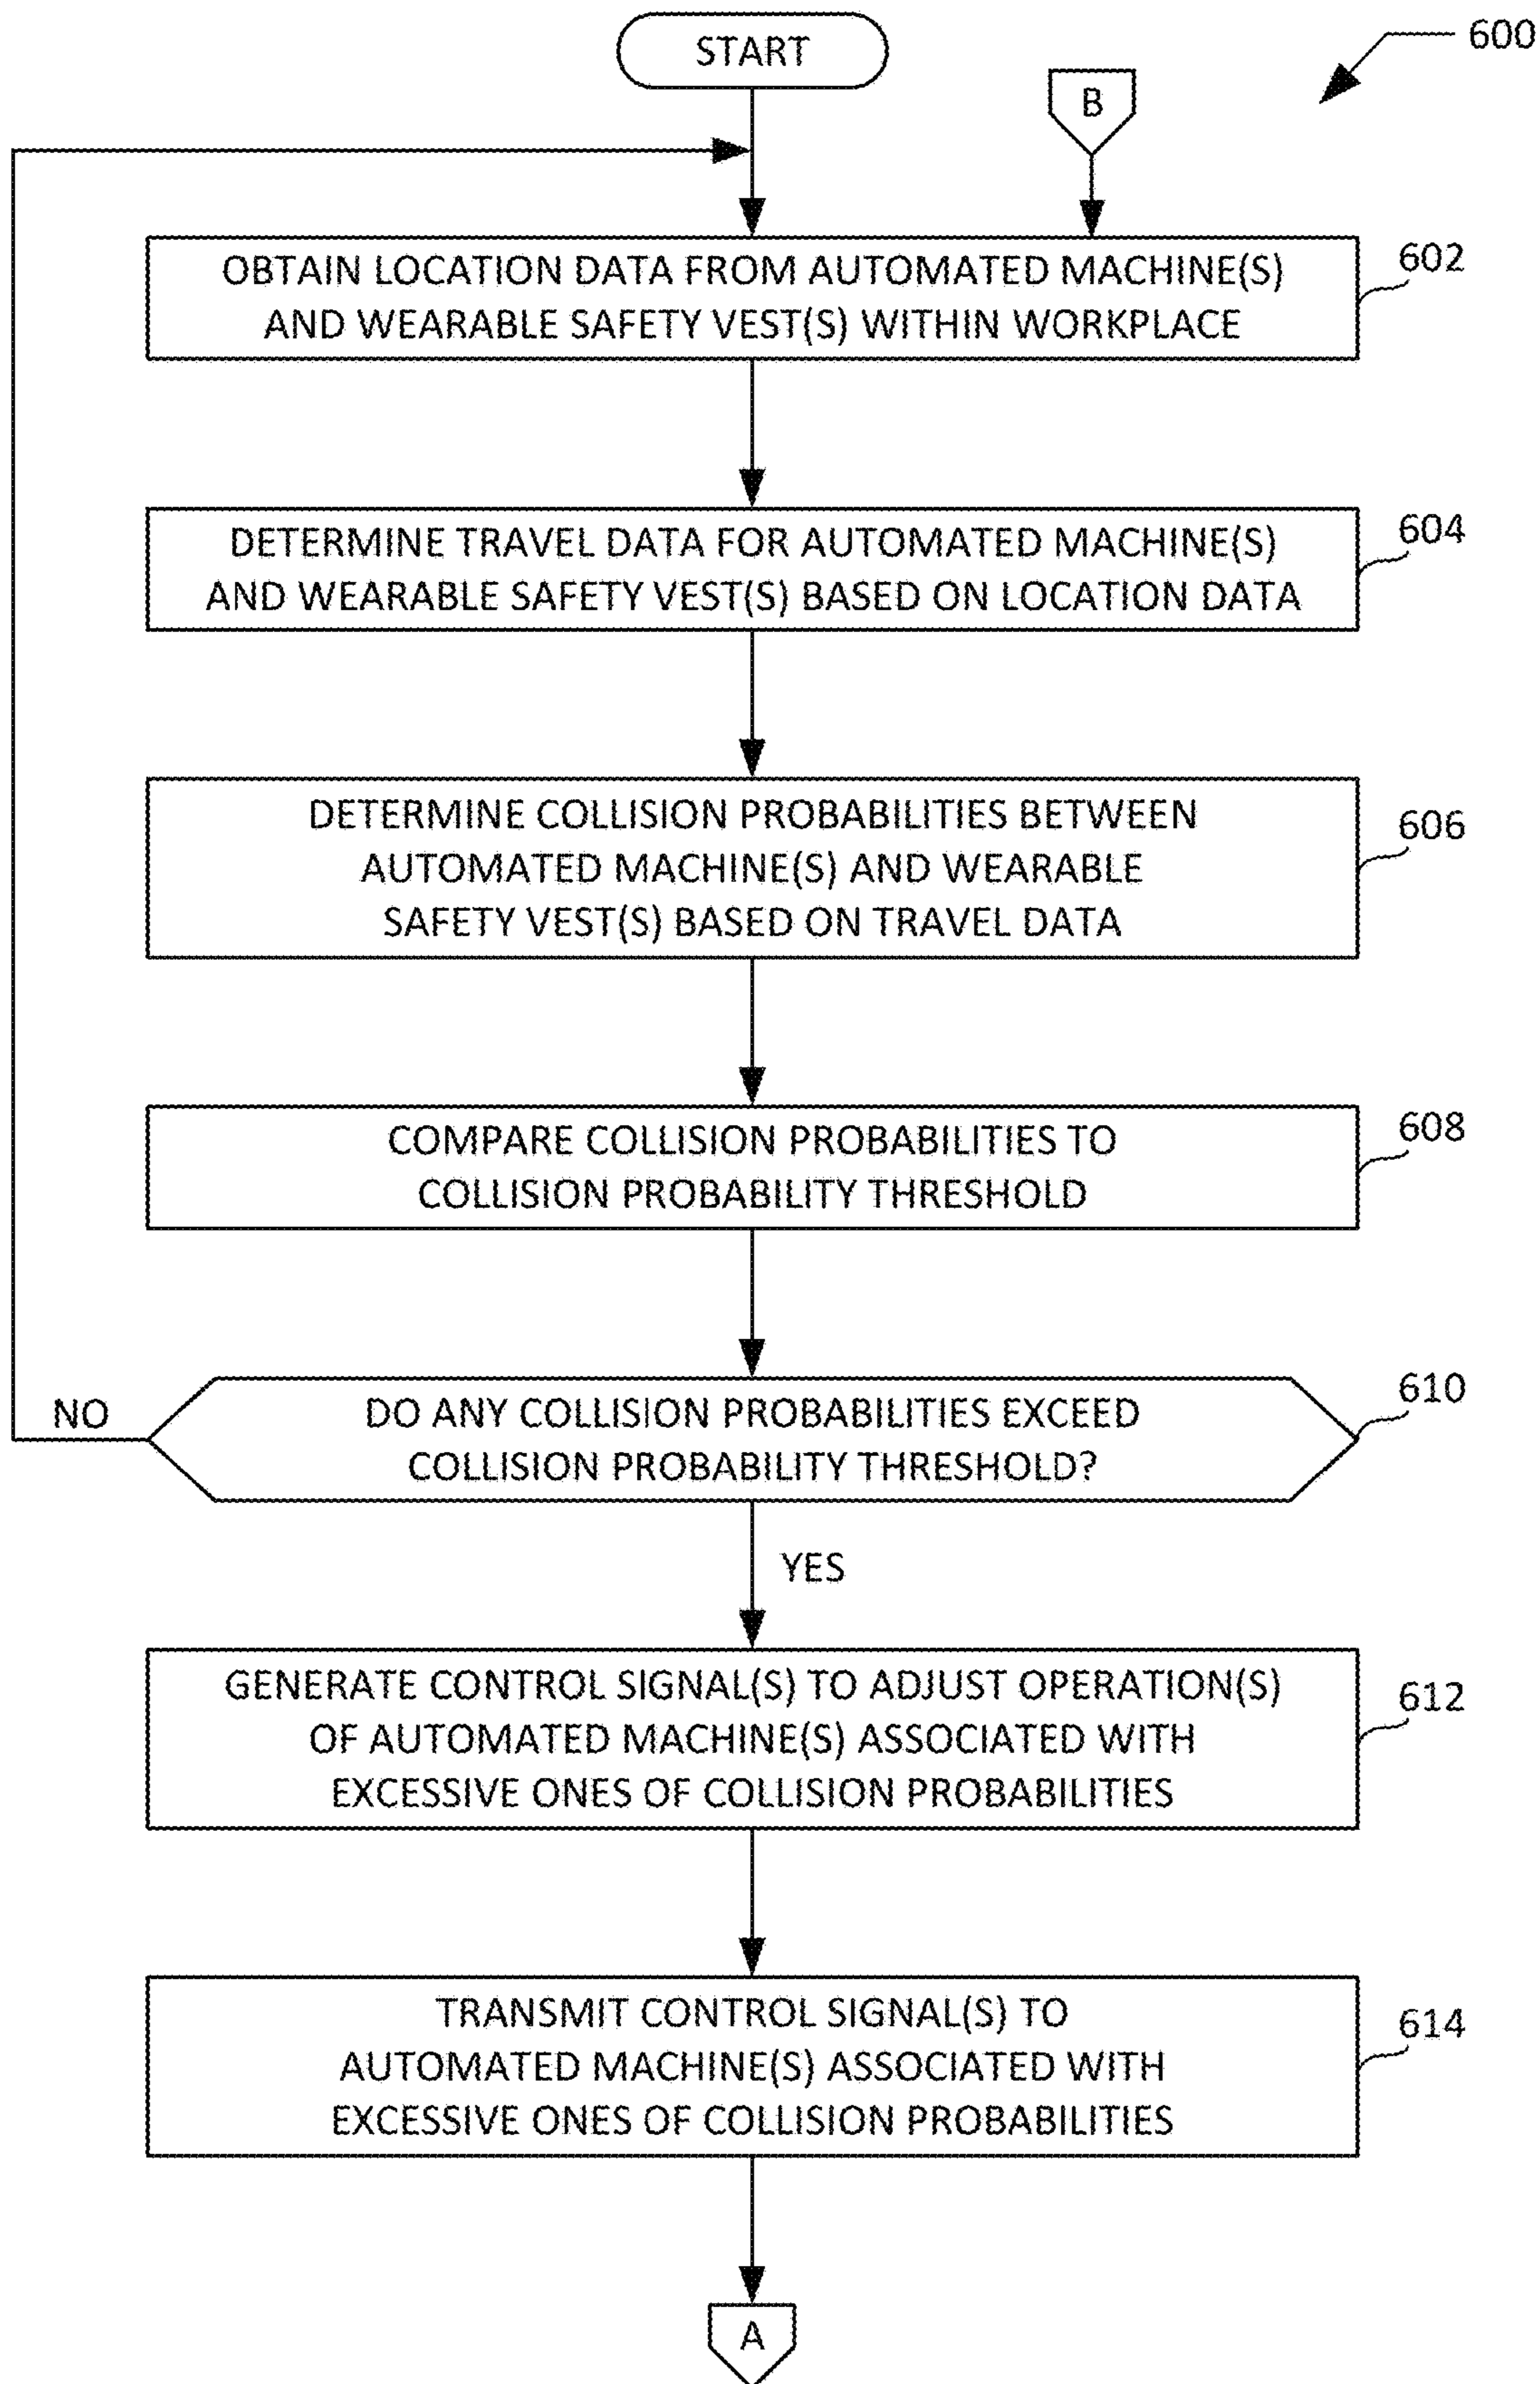 START
600
B
OBTAIN LOCATION DATA FROM AUTOMATED MACHINE(S)
AND WEARABLE SAFETY VEST(S) WITHIN WORKPLACE
602
DETERMINE TRAVEL DATA FOR AUTOMATED MACHINE(S)
AND WEARABLE SAFETY VEST(S) BASED ON LOCATION DATA
604
DETERMINE COLLISION PROBABILITIES BETWEEN
AUTOMATED MACHINE(S) AND WEARABLE
SAFETY VEST(S) BASED ON TRAVEL DATA
606
COMPARE COLLISION PROBABILITIES TO
COLLISION PROBABILITY THRESHOLD
608
NO
DO ANY COLLISION PROBABILITIES EXCEED
COLLISION PROBABILITY THRESHOLD?
610
YES
GENERATE CONTROL SIGNAL(S) TO ADJUST OPERATION(S)
OF AUTOMATED MACHINE(S) ASSOCIATED WITH
EXCESSIVE ONES OF COLLISION PROBABILITIES
612
TRANSMIT CONTROL SIGNAL(S) TO
AUTOMATED MACHINE(S) ASSOCIATED WITH
EXCESSIVE ONES OF COLLISION PROBABILITIES
614
A